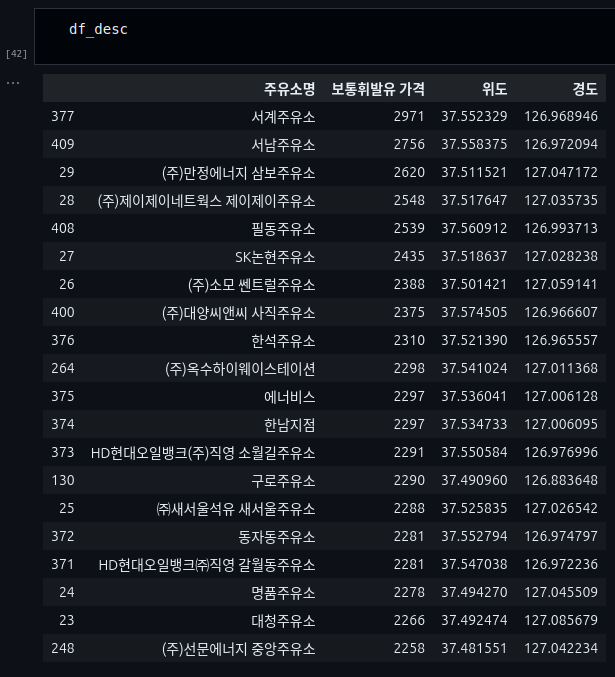 df_desc
[42]
...
주유소명 보통휘발유 가격 위도 경도
377 서계주유소 2971 37.552329 126.968946
409 서남주유소 2756 37.558375 126.972094
29 (주)만정에너지 삼보주유소 2620 37.511521 127.047172
28 (주)제이제이네트웍스 제이제이주유소 2548 37.517647 127.035735
408 필동주유소 2539 37.560912 126.993713
27 SK논현주유소 2435 37.518637 127.028238
26 (주)소모 쎈트럴주유소 2388 37.501421 127.059141
400 (주)대양씨앤씨 사직주유소 2375 37.574505 126.966607
376 한석주유소 2310 37.521390 126.965557
264 (주)옥수하이웨이스테이션 2298 37.541024 127.011368
375 에너비스 2297 37.536041 127.006128
374 한남지점 2297 37.534733 127.006095
373 HD현대오일뱅크(주)직영 소월길주유소 2291 37.550584 126.976996
130 구로주유소 2290 37.490960 126.883648
25 ㈜새서울석유 새서울주유소 2288 37.525835 127.026542
372 동자동주유소 2281 37.552794 126.974797
371 HD현대오일뱅크㈜직영 갈월동주유소 2281 37.547038 126.972236
24 명품주유소 2278 37.494270 127.045509
23 대청주유소 2266 37.492474 127.085679
248 (주)선문에너지 중앙주유소 2258 37.481551 127.042234